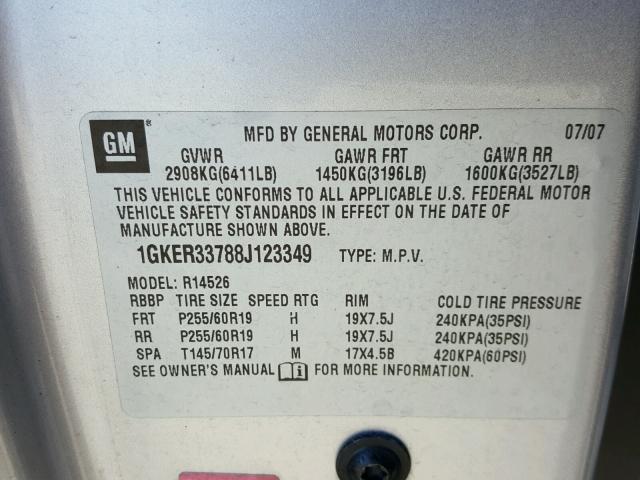 GM® MFD BY GENERAL MOTORS CORP. 07/07
GVWR GAWR FRT GAWR RR
2908KG(6411LB) 1450KG(3196LB) 1600KG(3527LB)
THIS VEHICLE CONFORMS TO ALL APPLICABLE U.S. FEDERAL MOTOR
VEHICLE SAFETY STANDARDS IN EFFECT ON THE DATE OF
MANUFACTURE SHOWN ABOVE.
1GKER33788J123349 TYPE: M.P.V.
MODEL: R14526
RBBP TIRE SIZE SPEED RTG RIM COLD TIRE PRESSURE
FRT P255/60R19 H 19X7.5J 240KPA(35PSI)
RR P255/60R19 H 19X7.5J 240KPA(35PSI)
SPA T145/70R17 M 17X4.5B 420KPA(60PSI)
SEE OWNER'S MANUAL i FOR MORE INFORMATION.